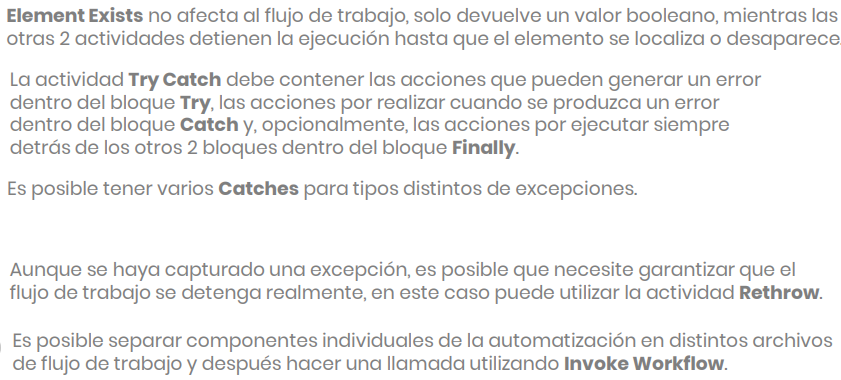 Element Exists no afecta al flujo de trabajo, solo devuelve un valor booleano, mientras las
otras 2 actividades detienen la ejecución hasta que el elemento se localiza o desaparece.
La actividad Try Catch debe contener las acciones que pueden generar un error
dentro del bloque Try, las acciones por realizar cuando se produzca un error
dentro del bloque Catch y, opcionalmente, las acciones por ejecutar siempre
detrás de los otros 2 bloques dentro del bloque Finally.
Es posible tener varios Catches para tipos distintos de excepciones.
Aunque se haya capturado una excepción, es posible que necesite garantizar que el
flujo de trabajo se detenga realmente, en este caso puede utilizar la actividad Rethrow.
Es posible separar componentes individuales de la automatización en distintos archivos
de flujo de trabajo y después hacer una llamada utilizando Invoke Workflow.